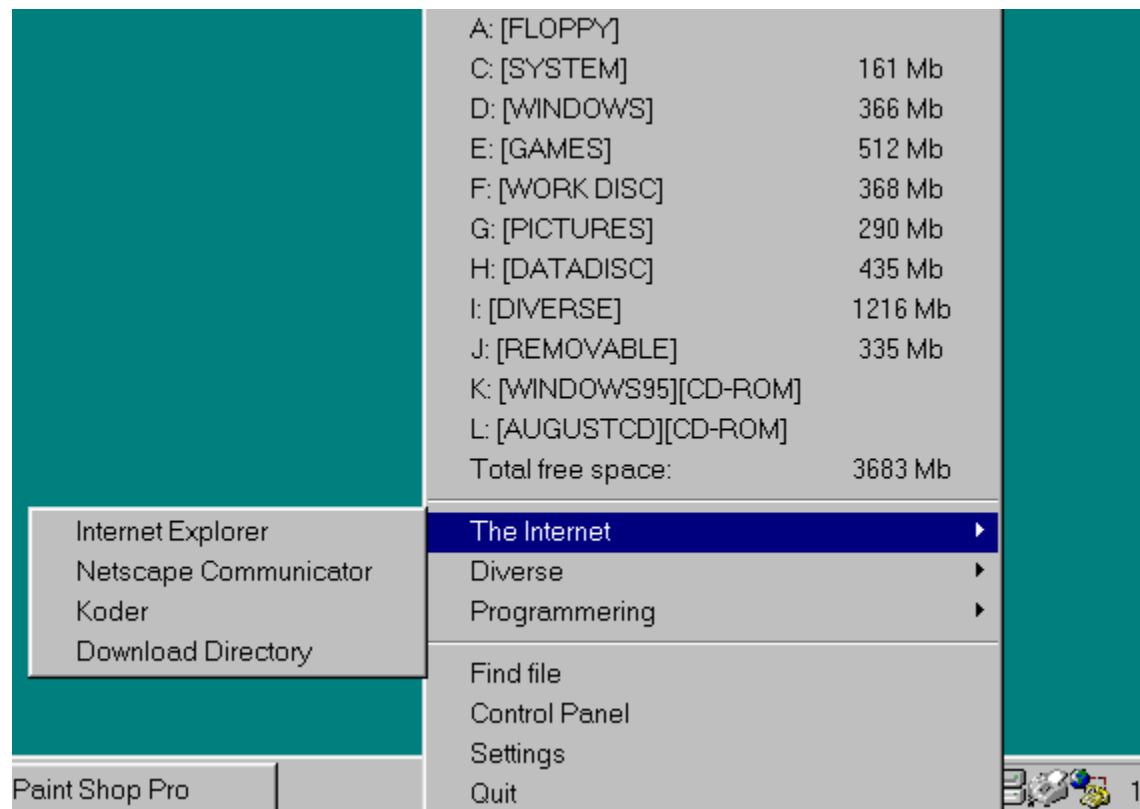 A: [FLOPPY]
C: [SYSTEM] 161 Mb
D: [WINDOWS] 366 Mb
E: [GAMES] 512 Mb
F: [WORK DISC] 368 Mb
G: [PICTURES] 290 Mb
H: [DATADISC] 435 Mb
I: [DIVERSE] 1216 Mb
J: [REMOVABLE] 335 Mb
K: [WINDOWS95][CD-ROM]
L: [AUGUSTCD][CD-ROM]
Total free space: 3683 Mb
The Internet
Diverse
Programmering
Internet Explorer
Netscape Communicator
Koder
Download Directory
Find file
Control Panel
Settings
Quit
Paint Shop Pro
1